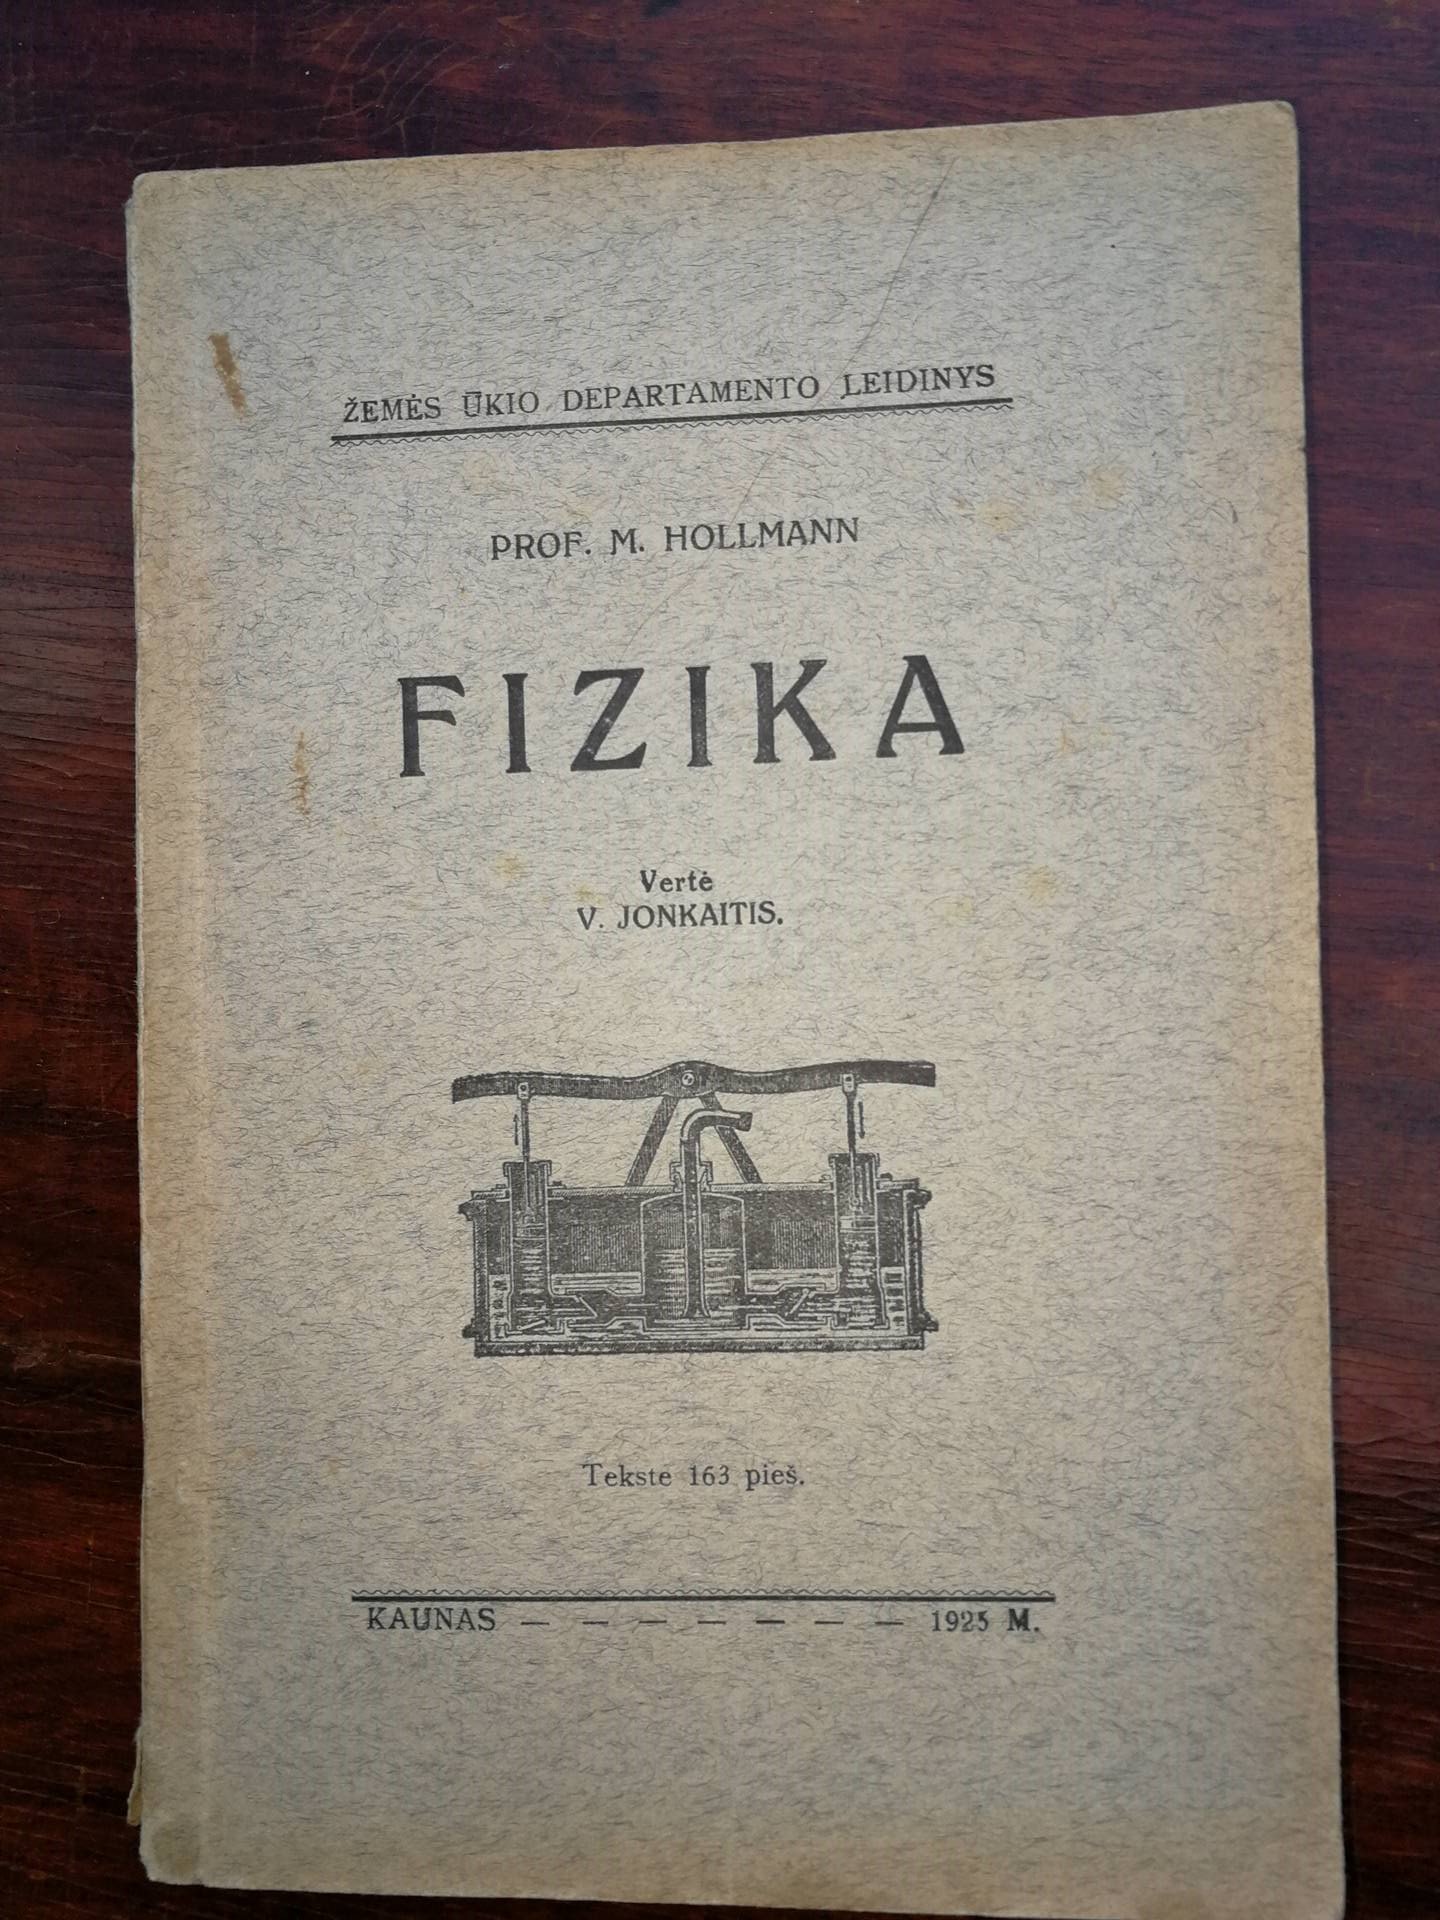 ŽEMĖS ŪKIO DEPARTAMENTO LEIDINYS
PROF. M. HOLLMANN
FIZIKA
Vertė
V. JONKAITIS.
Tekste 163 pieš.
KAUNAS — — — — — — — 1925 M.